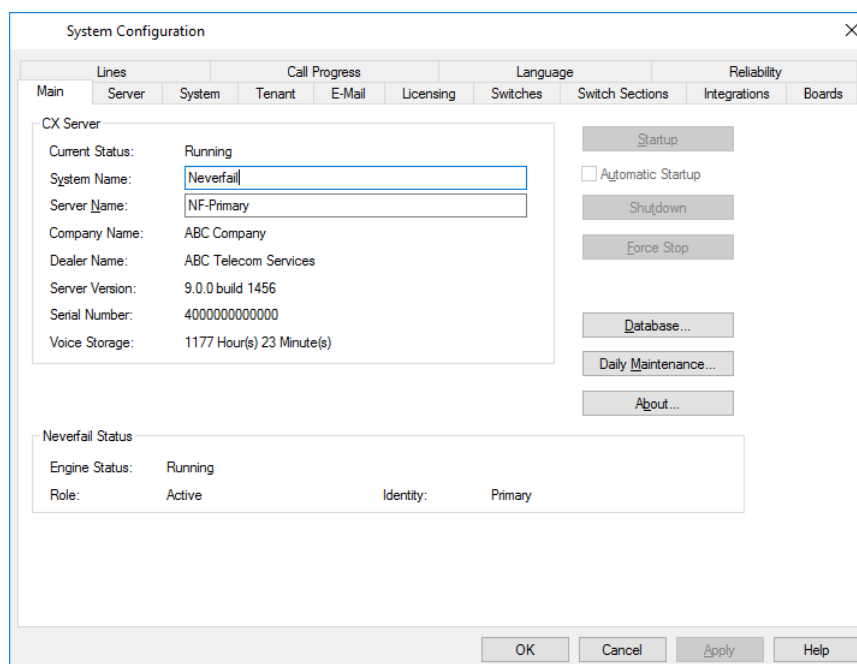 System Configuration
Lines Call Progress Language Reliability
Main Server System Tenant E-Mail Licensing Switches Switch Sections Integrations Boards
CX Server
Current Status: Running
System Name: Neverfail
Server Name: NF-Primary
Company Name: ABC Company
Dealer Name: ABC Telecom Services
Server Version: 9.0.0 build 1456
Serial Number: 4000000000000
Voice Storage: 1177 Hour(s) 23 Minute(s)
Startup
Automatic Startup
Shutdown
Force Stop
Database...
Daily Maintenance...
About...
Neverfail Status
Engine Status: Running
Role: Active Identity: Primary
OK Cancel Apply Help